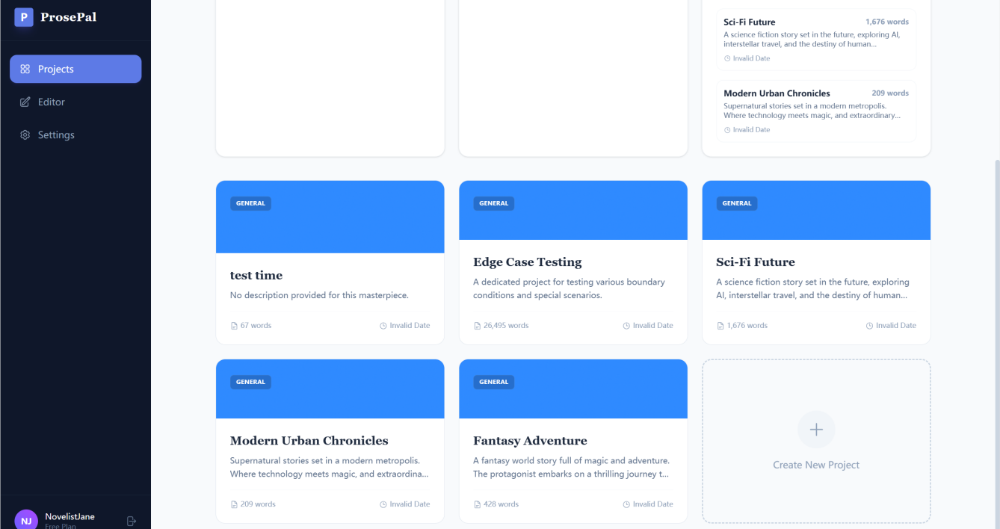 P ProsePal
Projects
Editor
Settings
NJ
NovelistJane
Free Plan
Sci-Fi Future 1,676 words
A science fiction story set in the future, exploring AI,
interstellar travel, and the destiny of human...
Invalid Date
Modern Urban Chronicles 209 words
Supernatural stories set in a modern metropolis.
Where technology meets magic, and extraordinary...
Invalid Date
GENERAL
test time
No description provided for this masterpiece.
67 words Invalid Date
GENERAL
Edge Case Testing
A dedicated project for testing various boundary
conditions and special scenarios.
26,495 words Invalid Date
GENERAL
Sci-Fi Future
A science fiction story set in the future, exploring
AI, interstellar travel, and the destiny of human...
1,676 words Invalid Date
GENERAL
Modern Urban Chronicles
Supernatural stories set in a modern metropolis.
Where technology meets magic, and extraordina...
209 words Invalid Date
GENERAL
Fantasy Adventure
A fantasy world story full of magic and adventure.
The protagonist embarks on a thrilling journey t...
428 words Invalid Date
Create New Project